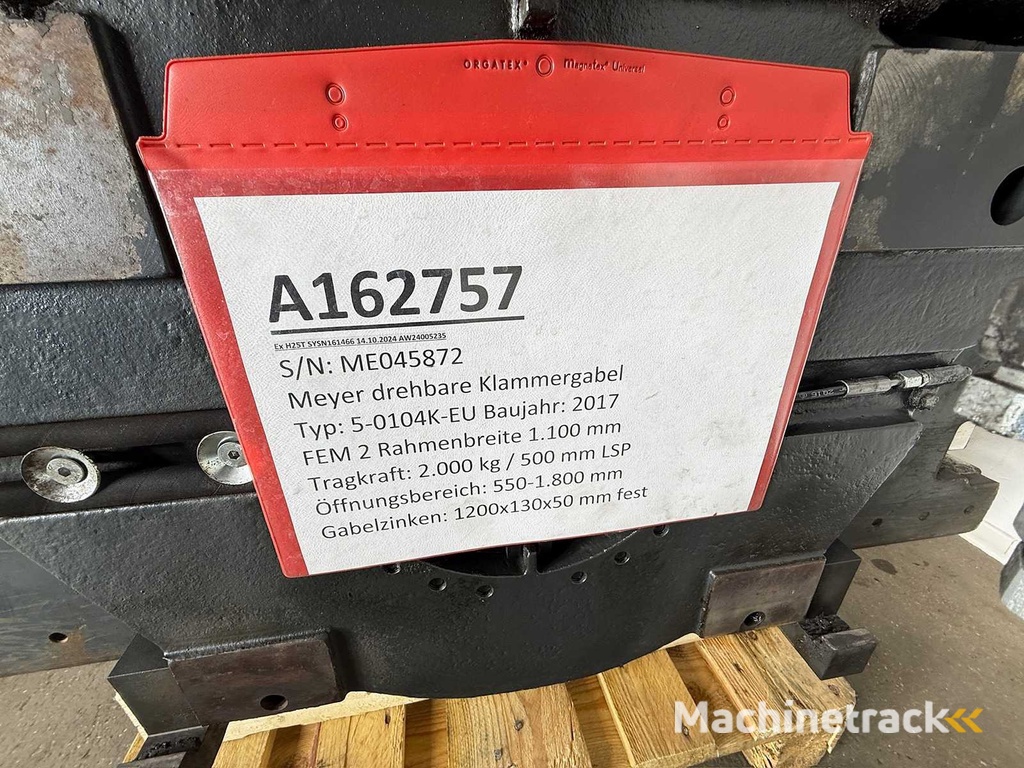 ORGATEX® Magnetex® Universal
A162757
Ex H25T SYSN161466 14.10.2024 AW24005235
S/N: ME045872
Meyer drehbare Klammergabel
Typ: 5-0104K-EU Baujahr: 2017
FEM 2 Rahmenbreite 1.100 mm
Tragkraft: 2.000 kg / 500 mm LSP
Öffnungsbereich: 550-1.800 mm
Gabelzinken: 1200x130x50 mm fest
Machinetrack